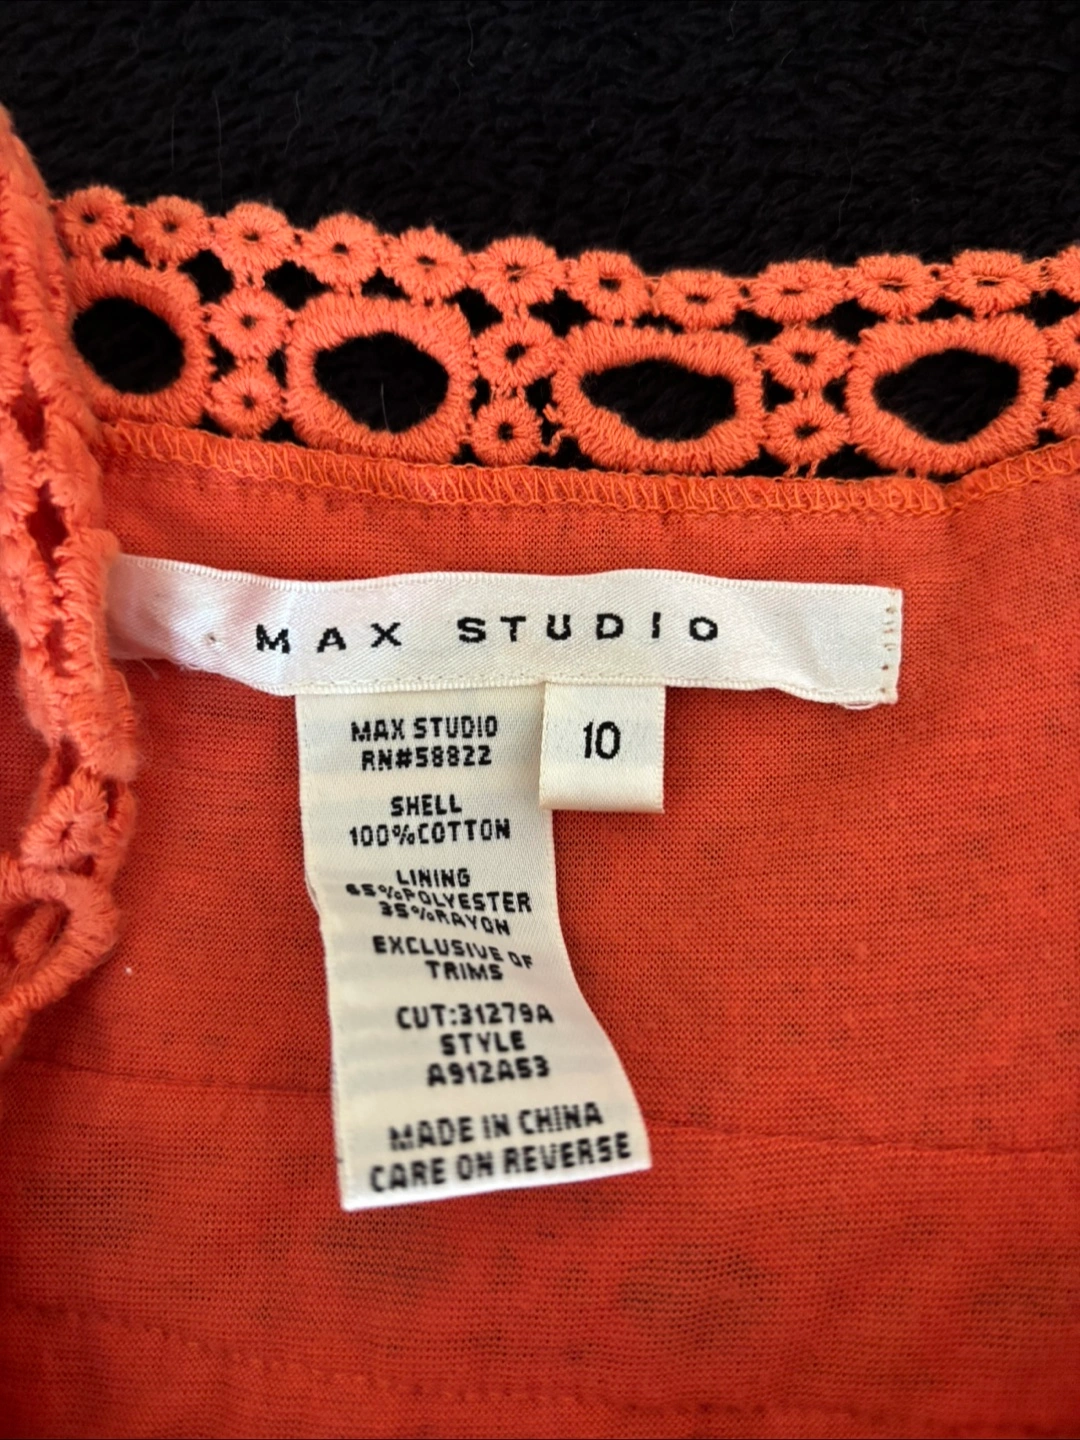 MAX STUDIO
10
MAX STUDIO
RN#58822
SHELL
100%COTTON
LINING
65%POLYESTER
35%RAYON
EXCLUSIVE OF
TRIMS
CUT:31279A
STYLE
A912A53
MADE IN CHINA
CARE ON REVERSE